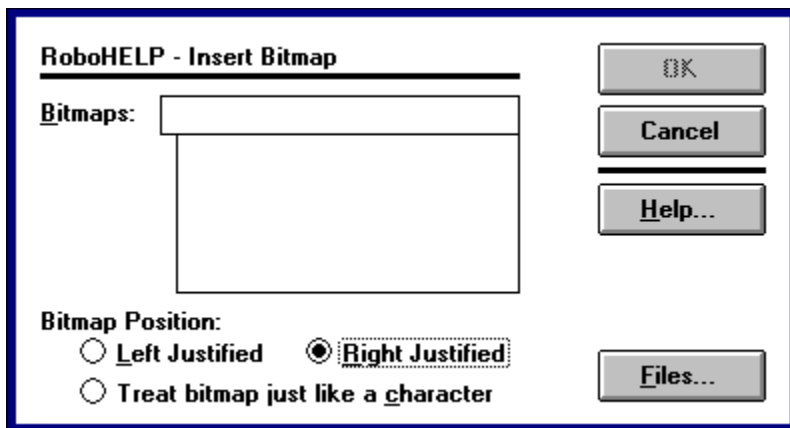 RoboHELP - Insert Bitmap
OK
Bitmaps:
Cancel
Help...
Bitmap Position:
Left Justified
Right Justified
Treat bitmap just like a character
Files...